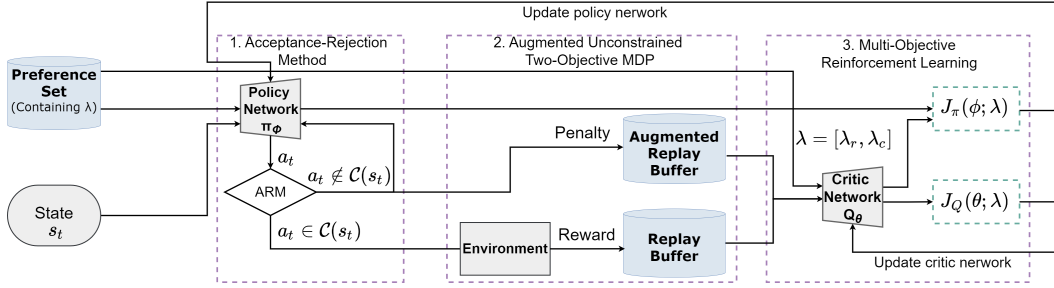 Update policy network
1. Acceptance-Rejection
Method
2. Augmented Unconstrained
Two-Objective MDP
3. Multi-Objective
Reinforcement Learning
Preference
Set
(Containing λ)
Policy
Network
π_ϕ
a_t
ARM
a_t ∉ C(s_t)
a_t ∈ C(s_t)
State
s_t
Penalty
Augmented
Replay
Buffer
Environment
Reward
Replay
Buffer
λ = [λ_r, λ_c]
Critic
Network
Q_θ
J_π(ϕ; λ)
J_Q(θ; λ)
Update critic network